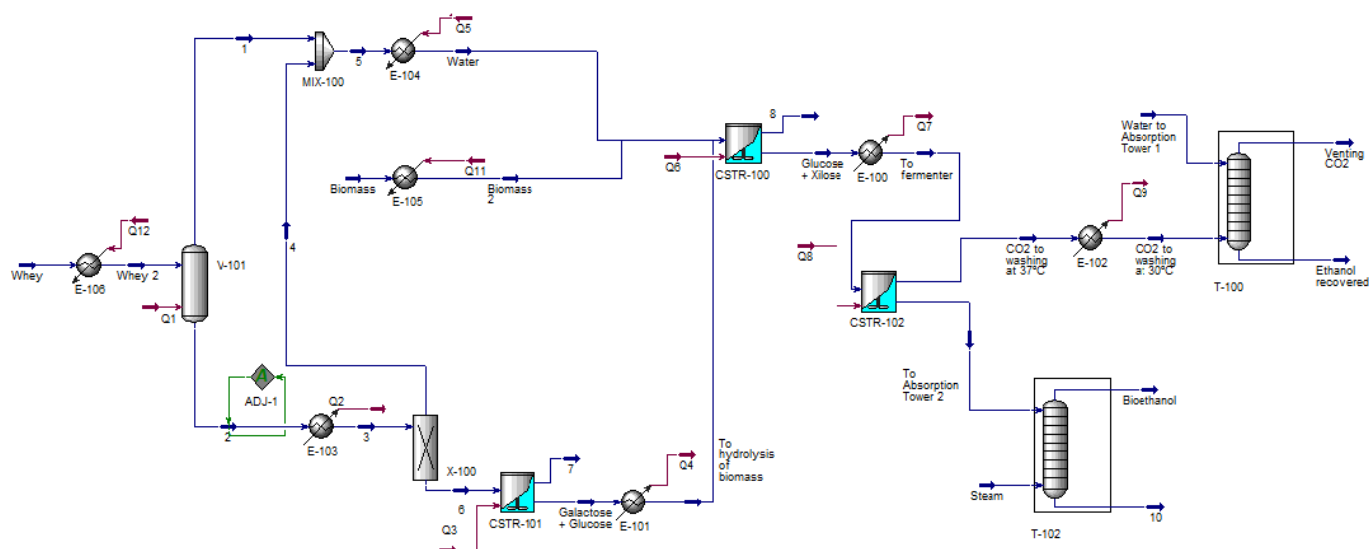 1
Q5
MIX-100
5
E-104
Water
8
Q7
Water to
Absorption
Tower 1
Venting
CO2
Q6
CSTR-100
Glucose
+ Xilose
E-100
To
fermenter
Biomass
Q11
E-105
Biomass
2
Q9
Q12
Whey
E-106
Whey 2
V-101
Q1
4
Q8
CO2 to
washing
at 37ºC
E-102
CO2 to
washing
a: 30ºC
Ethanol
recovered
T-100
CSTR-102
A
ADJ-1
Q2
2
E-103
3
To
Absorption
Tower 2
Bioethanol
X-100
7
Q4
To
hydrolysis
of
biomass
6
Q3
CSTR-101
Galactose
+ Glucose
E-101
Steam
10
T-102